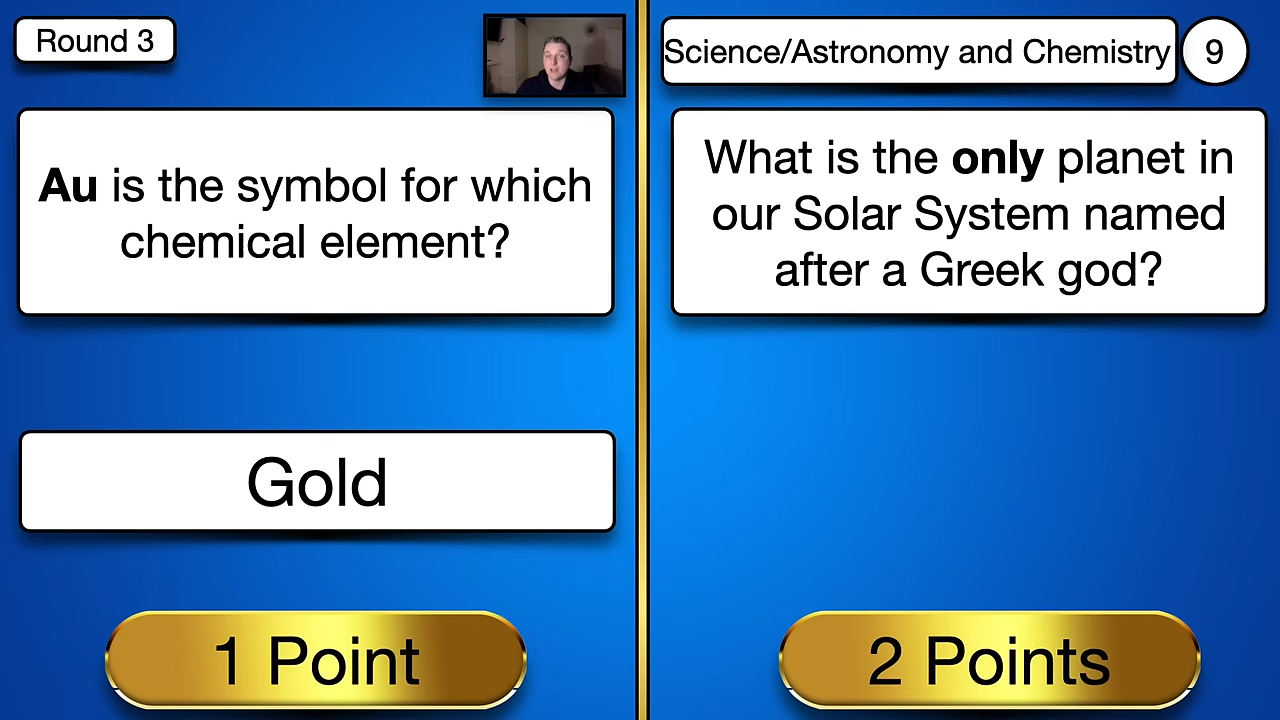 Round 3
Science/Astronomy and Chemistry
9
Au is the symbol for which
chemical element?
What is the only planet in
our Solar System named
after a Greek god?
Gold
1 Point
2 Points